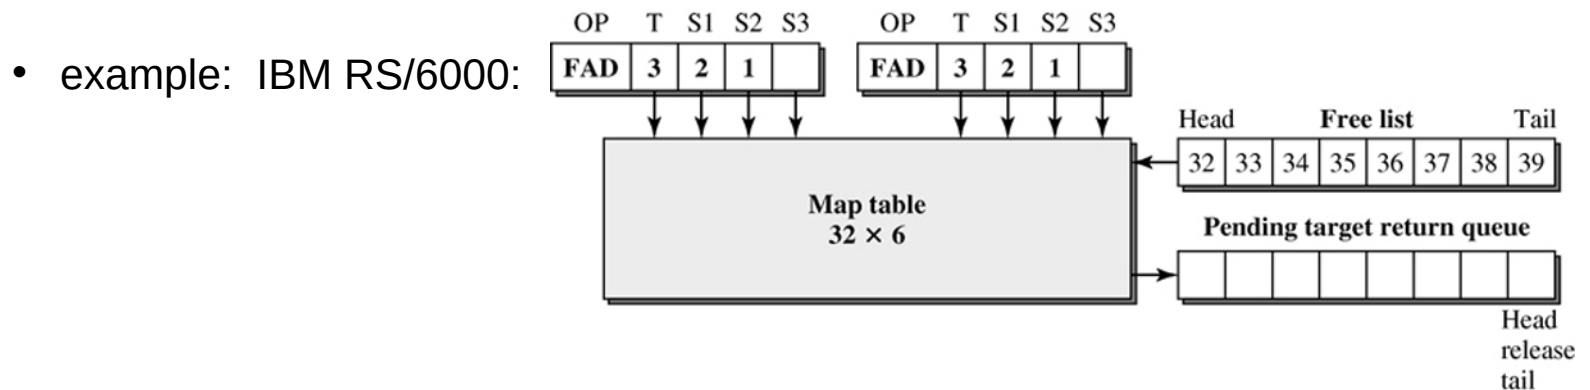 • example: IBM RS/6000:
OP T S1 S2 S3
FAD 3 2 1
OP T S1 S2 S3
FAD 3 2 1
Head Free list Tail
32 33 34 35 36 37 38 39
Map table
32 × 6
Pending target return queue
Head
release
tail